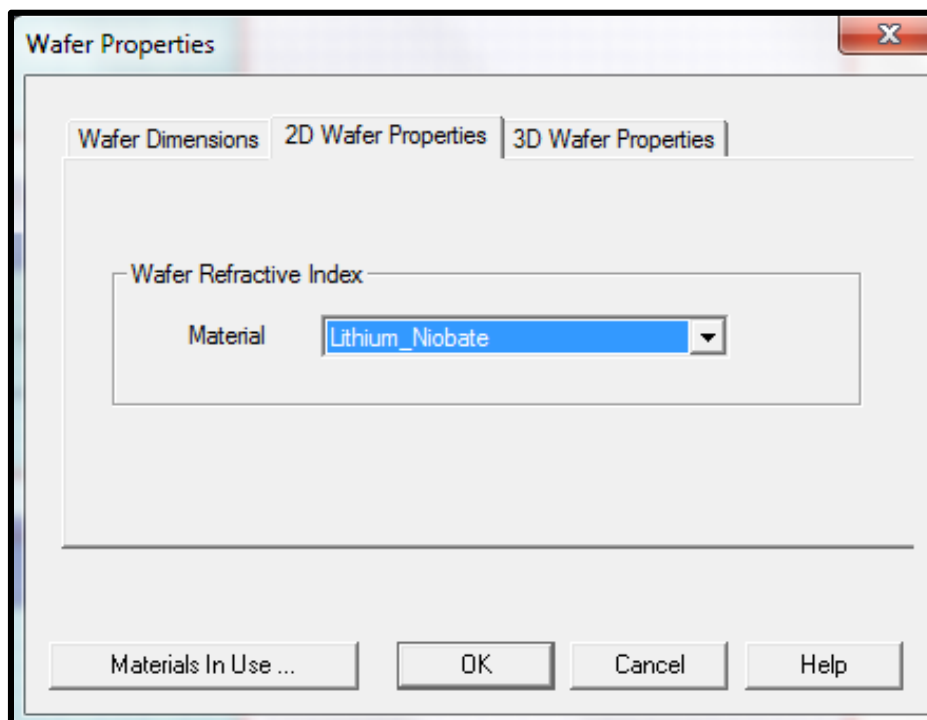 Wafer Properties
Wafer Dimensions 2D Wafer Properties 3D Wafer Properties
Wafer Refractive Index
Material Lithium_Niobate
Materials In Use ... OK Cancel Help